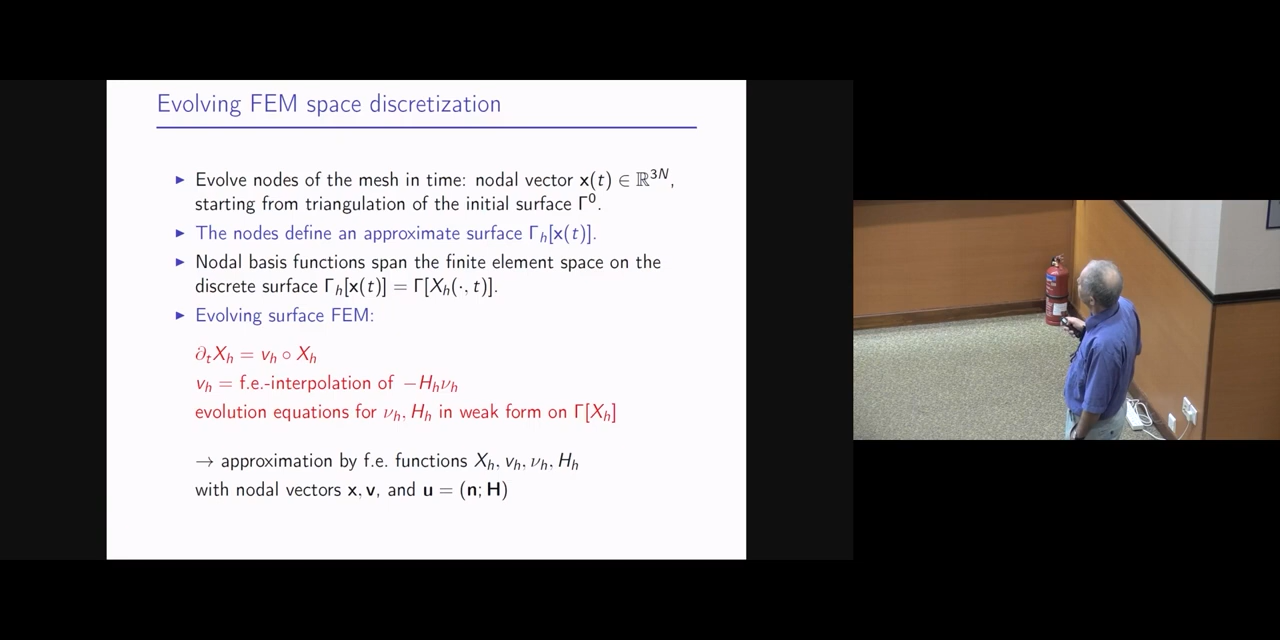 Evolving FEM space discretization
▶ Evolve nodes of the mesh in time: nodal vector x(t) ∈ ℝ³ᴺ,
starting from triangulation of the initial surface Γ⁰.
▶ The nodes define an approximate surface Γₕ[x(t)].
▶ Nodal basis functions span the finite element space on the
discrete surface Γₕ[x(t)] = Γ[Xₕ(·, t)].
▶ Evolving surface FEM:
∂ₜXₕ = vₕ ∘ Xₕ
vₕ = f.e.-interpolation of −Hₕνₕ
evolution equations for νₕ, Hₕ in weak form on Γ[Xₕ]
→ approximation by f.e. functions Xₕ, vₕ, νₕ, Hₕ
with nodal vectors x, v, and u = (n; H)